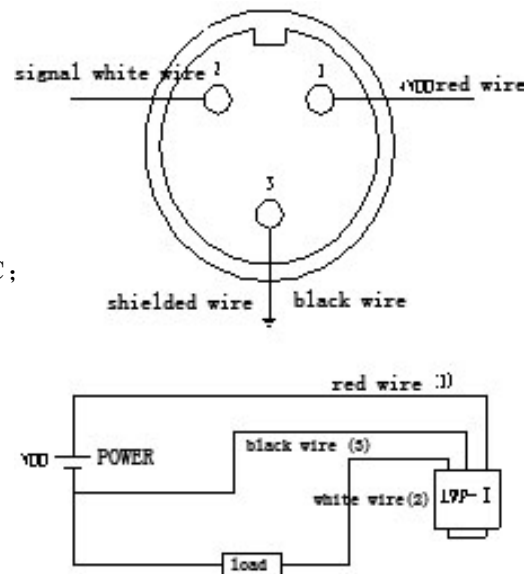 2 1
signal white wire +VDD red wire
3
C;
shielded wire black wire
red wire (1)
VDD POWER
black wire (3)
white wire(2)
load